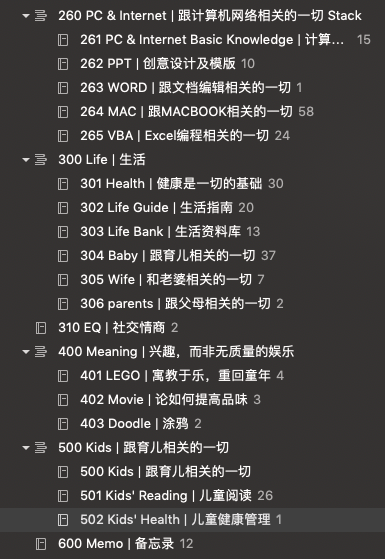 260 PC & Internet | 跟计算机网络相关的一切 Stack
261 PC & Internet Basic Knowledge | 计算... 15
262 PPT | 创意设计及模版 10
263 WORD | 跟文档编辑相关的一切 1
264 MAC | 跟MACBOOK相关的一切 58
265 VBA | Excel编程相关的一切 24
300 Life | 生活
301 Health | 健康是一切的基础 30
302 Life Guide | 生活指南 20
303 Life Bank | 生活资料库 13
304 Baby | 跟育儿相关的一切 37
305 Wife | 和老婆相关的一切 7
306 parents | 跟父母相关的一切 2
310 EQ | 社交情商 2
400 Meaning | 兴趣，而非无质量的娱乐
401 LEGO | 寓教于乐，重回童年 4
402 Movie | 论如何提高品味 3
403 Doodle | 涂鸦 2
500 Kids | 跟育儿相关的一切
500 Kids | 跟育儿相关的一切
501 Kids' Reading | 儿童阅读 26
502 Kids' Health | 儿童健康管理 1
600 Memo | 备忘录 12